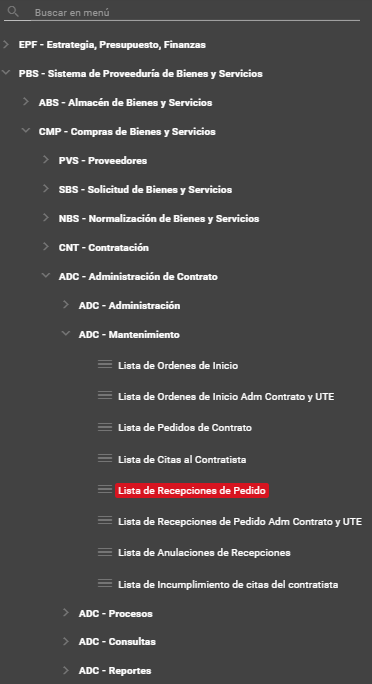 Buscar en menú
EPF - Estrategia, Presupuesto, Finanzas
PBS - Sistema de Proveeduría de Bienes y Servicios
ABS - Almacén de Bienes y Servicios
CMP - Compras de Bienes y Servicios
PVS - Proveedores
SBS - Solicitud de Bienes y Servicios
NBS - Normalización de Bienes y Servicios
CNT - Contratación
ADC - Administración de Contrato
ADC - Administración
ADC - Mantenimiento
Lista de Ordenes de Inicio
Lista de Ordenes de Inicio Adm Contrato y UTE
Lista de Pedidos de Contrato
Lista de Citas al Contratista
Lista de Recepciones de Pedido
Lista de Recepciones de Pedido Adm Contrato y UTE
Lista de Anulaciones de Recepciones
Lista de Incumplimiento de citas del contratista
ADC - Procesos
ADC - Consultas
ADC - Reportes